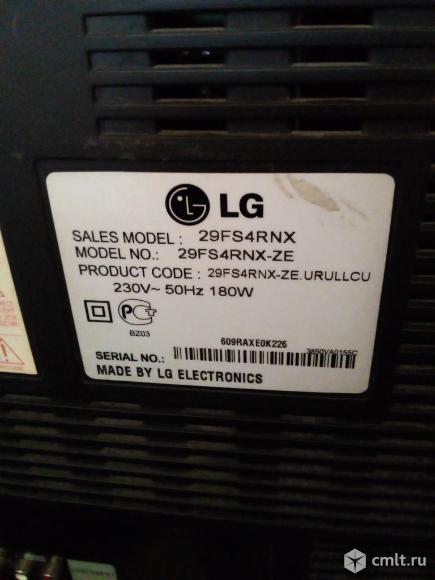 LG
SALES MODEL : 29FS4RNX
MODEL NO.: 29FS4RNX-ZE
PRODUCT CODE : 29FS4RNX-ZE.URULLCU
230V~ 50Hz 180W
BZ03
609RAXE0K226
SERIAL NO.:
3850VA0155C
MADE BY LG ELECTRONICS
cmlt.ru